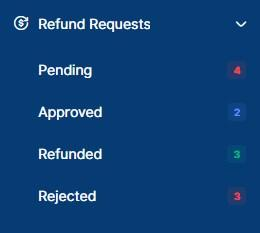 Refund Requests
Pending 4
Approved 2
Refunded 3
Rejected 3